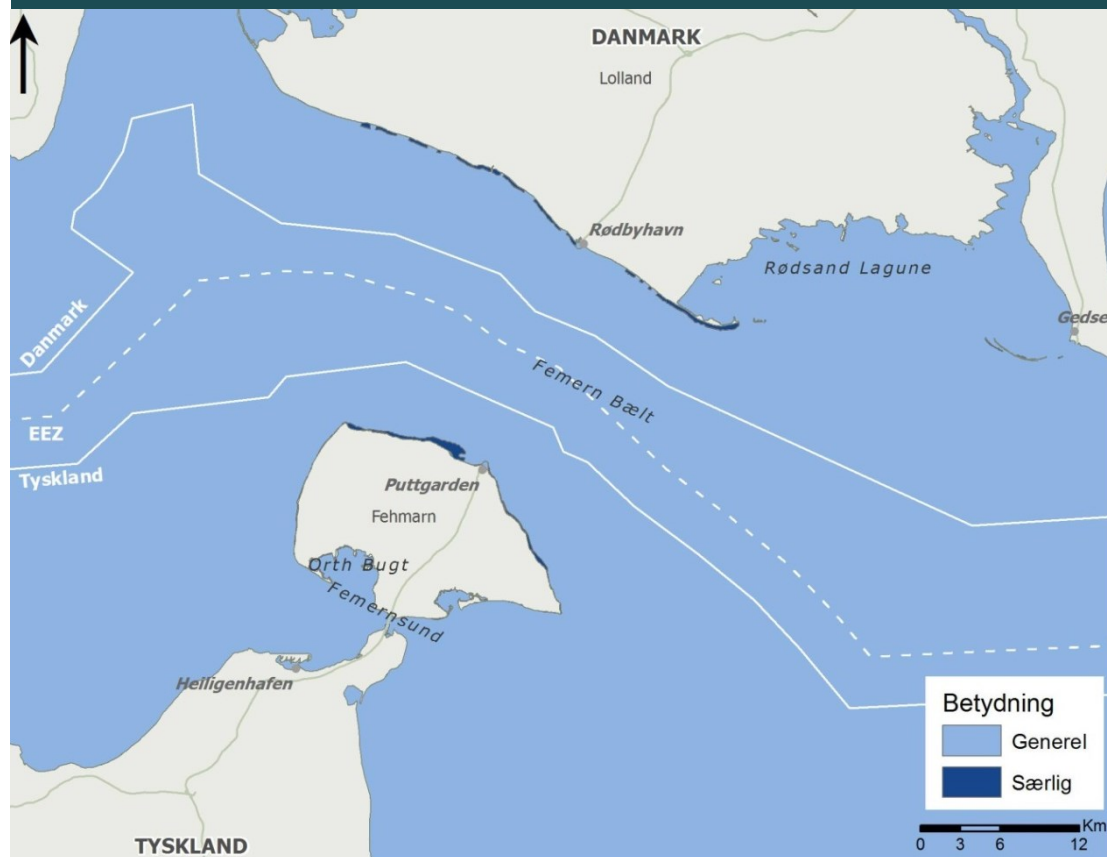 DANMARK
Lolland
Rødbyhavn
Rødsand Lagune
Gedse
Danmark
Femern Bælt
EEZ
Tyskland
Puttgarden
Fehmarn
Orth Bugt
Femernsund
Heiligenhafen
TYSKLAND
Betydning
Generel
Særlig
Km
0 3 6 12